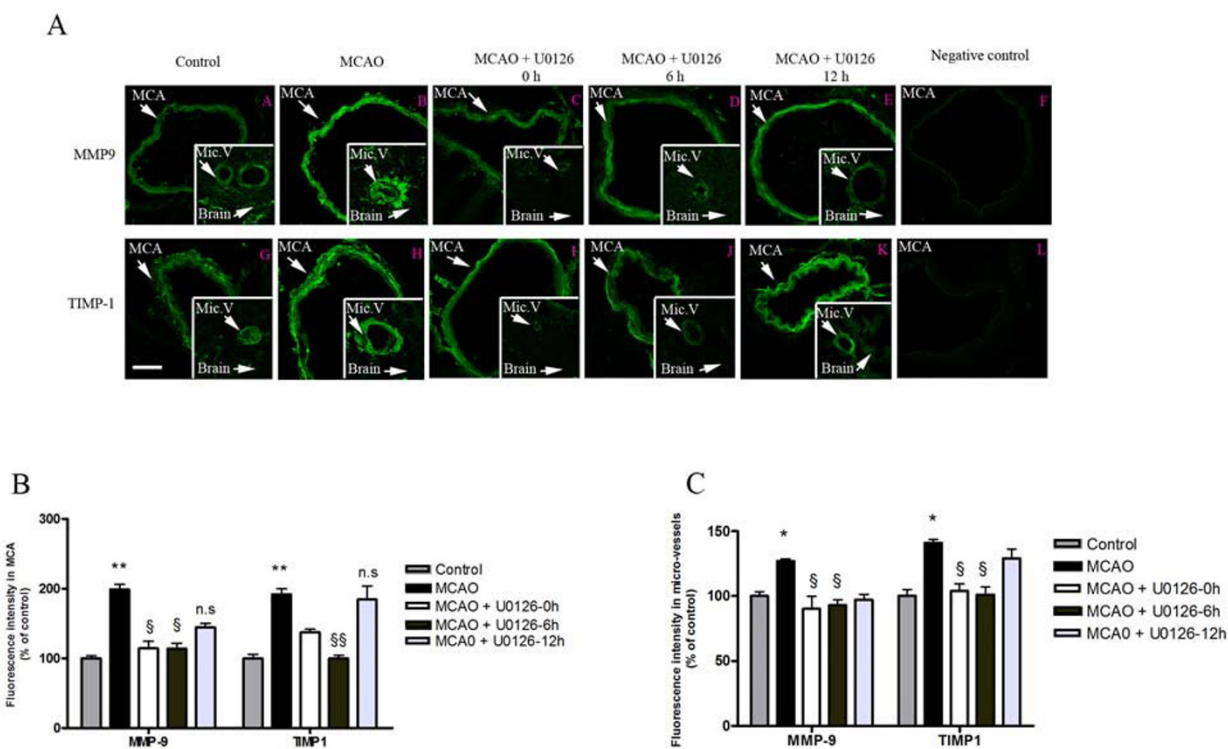 A
Control MCAO MCAO + U0126 0 h MCAO + U0126 6h MCAO + U0126 12 h Negative control
MMP9
MCA A MCA B MCA C MCA D MCA E MCA F
Mic.V Mic.V Mic.V Mic.V Mic.V
Brain Brain Brain Brain Brain
TIMP-1
MCA G MCA H MCA I MCA J MCA K MCA L
Mic.V Mic.V Mic.V Mic.V Mic.V
Brain Brain Brain Brain Brain
B
Fluorescence intensity in MCA
(% of control)
300
200
100
0
** § § n.s
** §§ n.s
MMP-9 TIMP1
Control
MCAO
MCAO + U0126-0h
MCAO + U0126-6h
MCA0 + U0126-12h
C
Fluorescence intensity in micro-vessels
(% of control)
150
100
50
0
* § §
* § §
MMP-9 TIMP1
Control
MCAO
MCAO + U0126-0h
MCAO + U0126-6h
MCA0 + U0126-12h